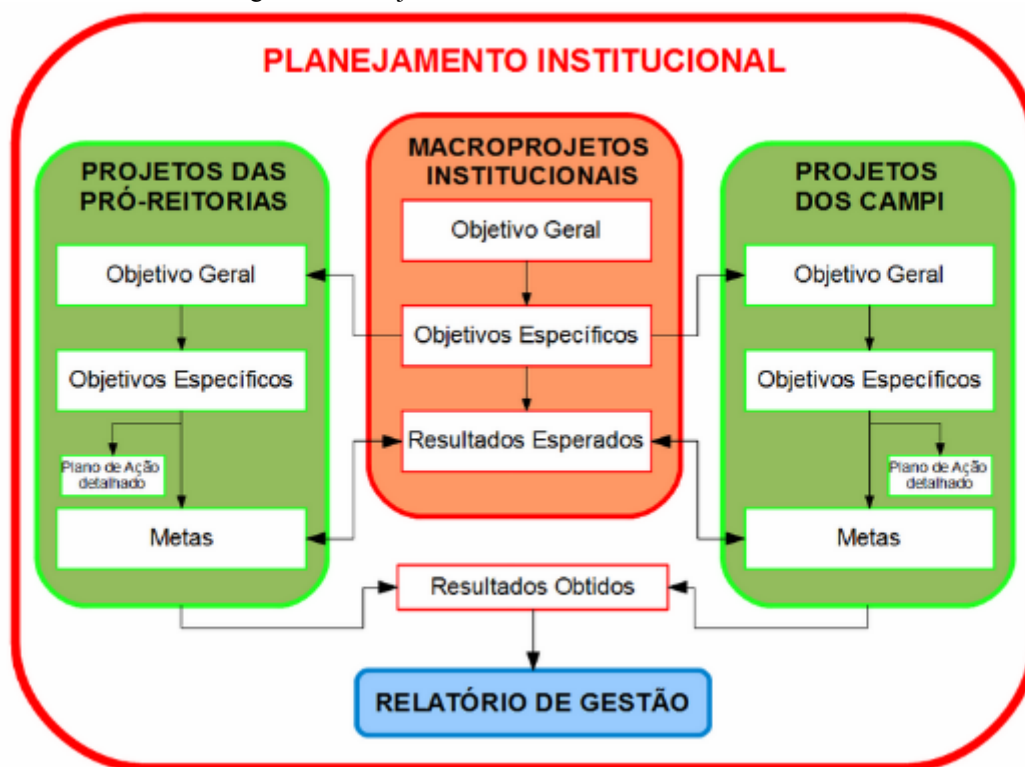 PLANEJAMENTO INSTITUCIONAL
PROJETOS DAS
PRÓ-REITORIAS
Objetivo Geral
Objetivos Específicos
Plano de Ação
detalhado
Metas
MACROPROJETOS
INSTITUCIONAIS
Objetivo Geral
Objetivos Específicos
Resultados Esperados
PROJETOS
DOS CAMPI
Objetivo Geral
Objetivos Específicos
Plano de Ação
detalhado
Metas
Resultados Obtidos
RELATÓRIO DE GESTÃO